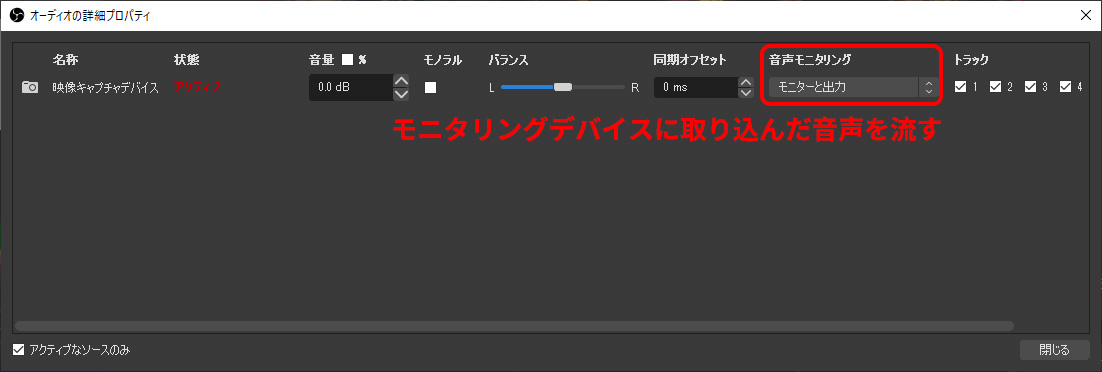 オーディオの詳細プロパティ
名称 状態 音量 % モノラル バランス 同期オフセット 音声モニタリング トラック
映像キャプチャデバイス アクティブ 0.0 dB L R 0 ms モニターと出力 1 2 3 4
モニタリングデバイスに取り込んだ音声を流す
アクティブなソースのみ 閉じる